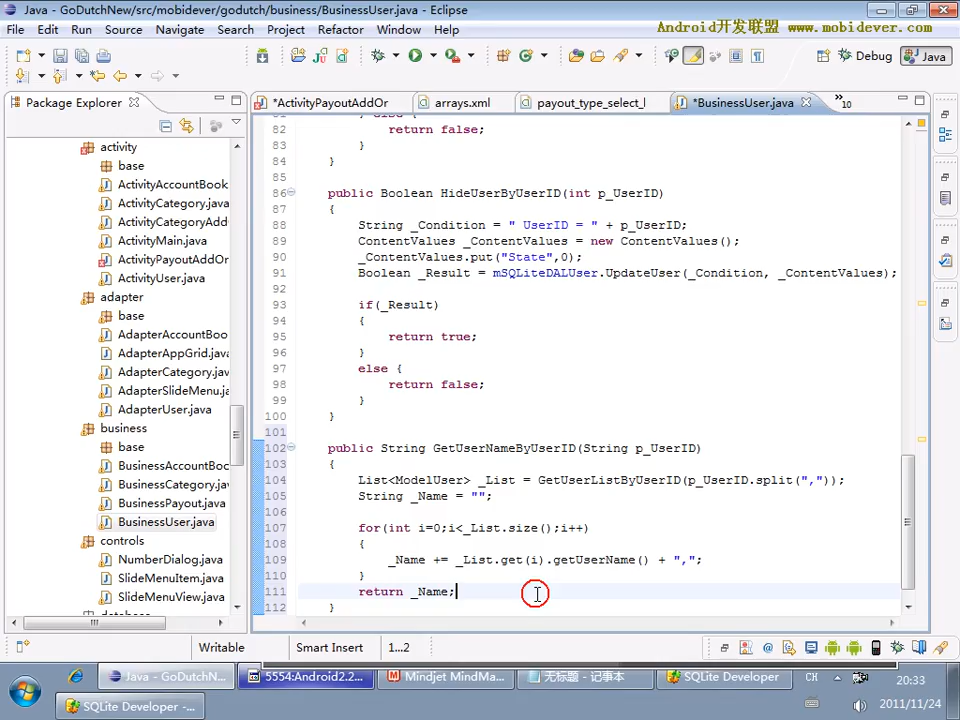 Java - GoDutchNew/src/mobidever/godutch/business/BusinessUser.java - Eclipse
File Edit Run Source Navigate Search Project Refactor Window Help
Android开发联盟 www.mobidever.com
Debug Java
Package Explorer
*ActivityPayoutAddOr arrays.xml payout_type_select_l *BusinessUser.java »10
activity
base
ActivityAccountBook
ActivityCategory.java
ActivityCategoryAdd
ActivityMain.java
ActivityPayoutAddOr
ActivityUser.java
adapter
base
AdapterAccountBoo
AdapterAppGrid.java
AdapterCategory.java
AdapterSlideMenu.ja
AdapterUser.java
business
base
BusinessAccountBoo
BusinessCategory.jav
BusinessPayout.java
BusinessUser.java
controls
NumberDialog.java
SlideMenuItem.java
SlideMenuView.java
81 } else {
82 return false;
83 }
84 }
85
86 public Boolean HideUserByUserID(int p_UserID)
87 {
88 String _Condition = " UserID = " + p_UserID;
89 ContentValues _ContentValues = new ContentValues();
90 _ContentValues.put("State",0);
91 Boolean _Result = mSQLiteDALUser.UpdateUser(_Condition, _ContentValues);
92
93 if(_Result)
94 {
95 return true;
96 }
97 else {
98 return false;
99 }
100 }
101
102 public String GetUserNameByUserID(String p_UserID)
103 {
104 List<ModelUser> _List = GetUserListByUserID(p_UserID.split(","));
105 String _Name = "";
106
107 for(int i=0;i<_List.size();i++)
108 {
109 _Name += _List.get(i).getUserName() + ",";
110 }
111 return _Name;
112 }
Writable Smart Insert 1...2
Java - GoDutchN... 5554:Android2.2... Mindjet MindMa... 无标题 - 记事本 SQLite Developer CH 20:33
SQLite Developer -... 2011/11/24